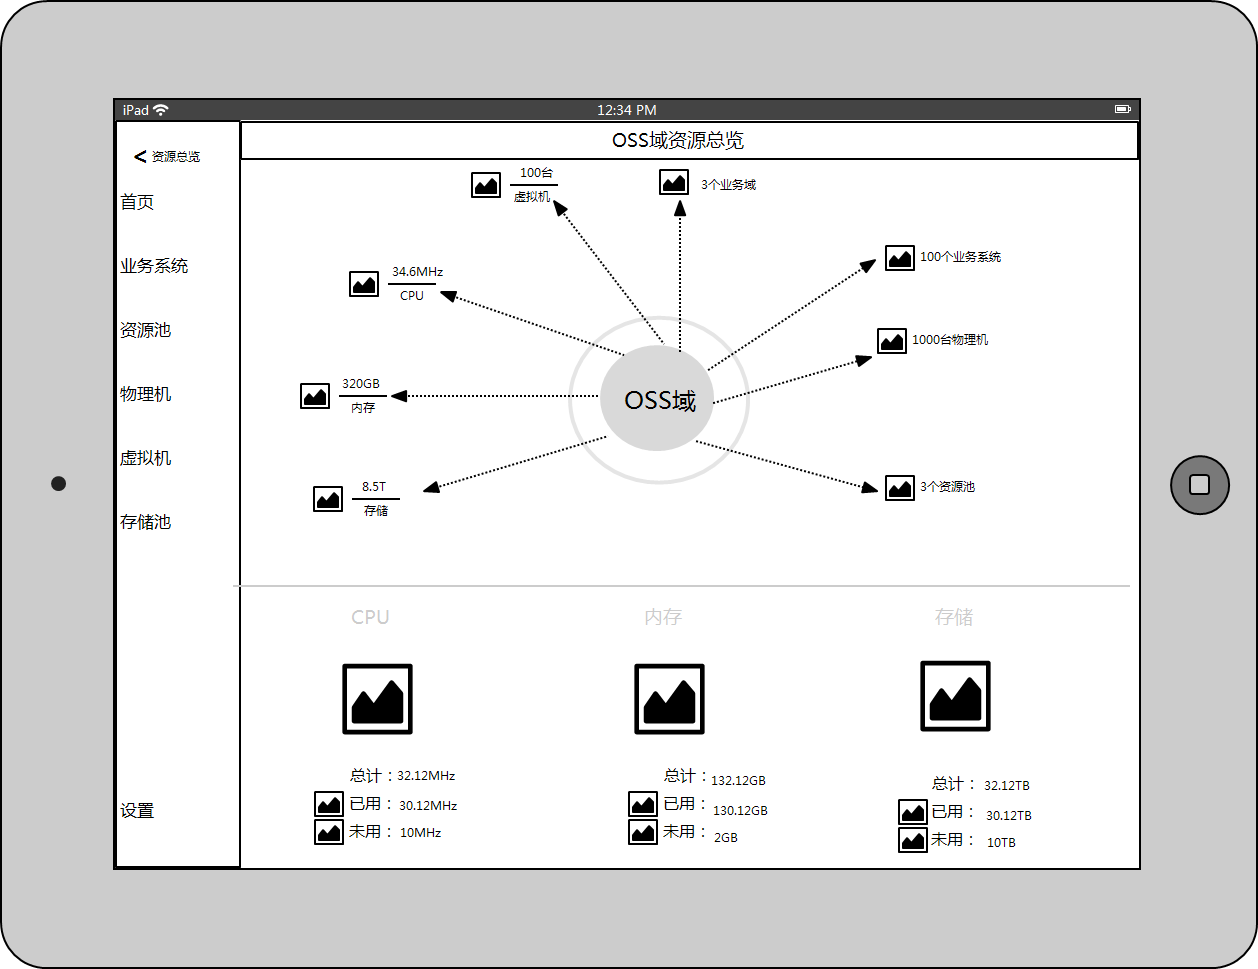 iPad
12:34 PM
< 资源总览
OSS域资源总览
首页
业务系统
资源池
物理机
虚拟机
存储池
设置
100台
虚拟机
3个业务域
34.6MHz
CPU
100个业务系统
1000台物理机
320GB
内存
OSS域
8.5T
存储
3个资源池
CPU
内存
存储
总计：32.12MHz
已用： 30.12MHz
未用： 10MHz
总计：132.12GB
已用： 130.12GB
未用： 2GB
总计： 32.12TB
已用： 30.12TB
未用： 10TB